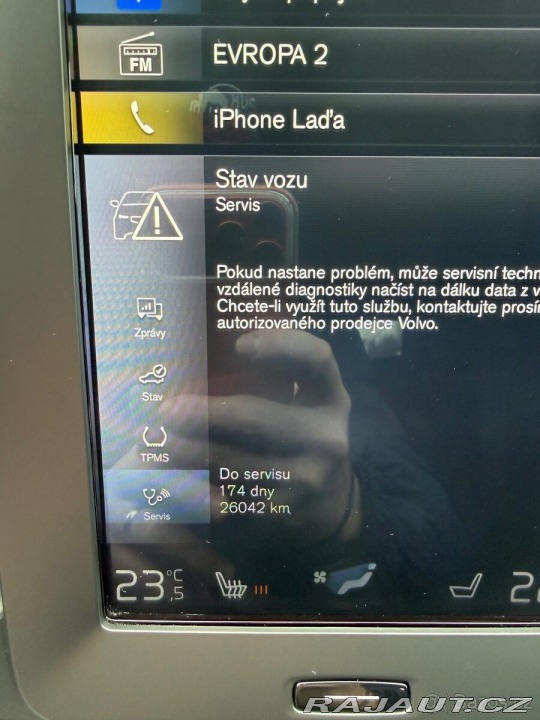 FM
EVROPA 2
iPhone Laďa
Stav vozu
Servis
Pokud nastane problém, může servisní techn
vzdálené diagnostiky načíst na dálku data z v
Chcete-li využít tuto službu, kontaktujte prosí
autorizovaného prodejce Volvo.
Zprávy
Stav
TPMS
Do servisu
174 dny
26042 km
Servis
23,5 °C
RAJAUT.CZ